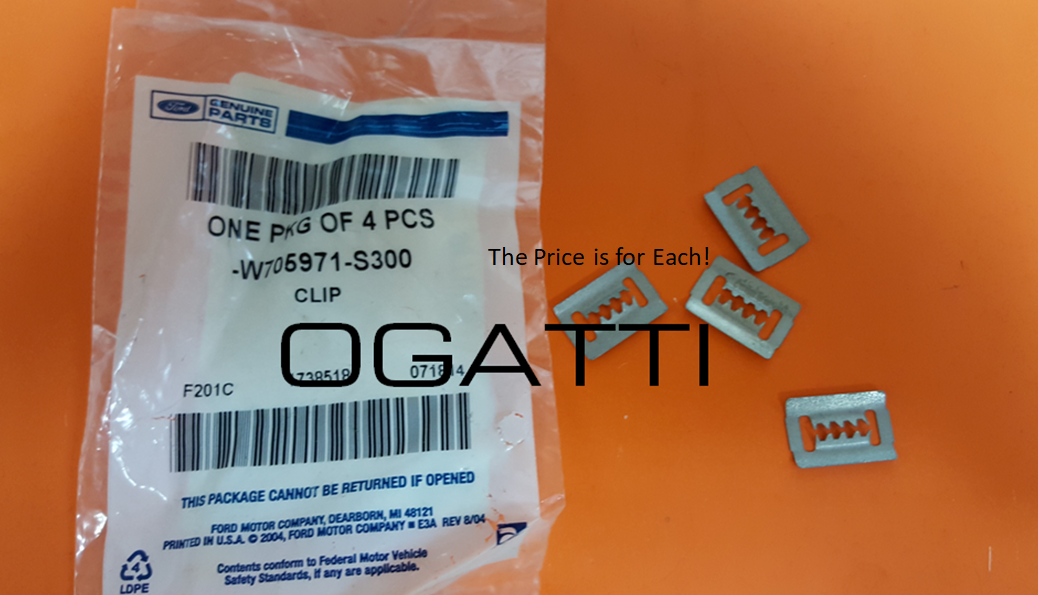 Ford
GENUINE
PARTS
ONE PKG OF 4 PCS
-W705971-S300
CLIP
The Price is for Each!
OGATTI
F201C
THIS PACKAGE CANNOT BE RETURNED IF OPENED
FORD MOTOR COMPANY, DEARBORN, MI 48121
PRINTED IN U.S.A. © 2004, FORD MOTOR COMPANY ■ E3A REV 8/04
Contents conform to Federal Motor Vehicle
Safety Standards, if any are applicable.
4
LDPE